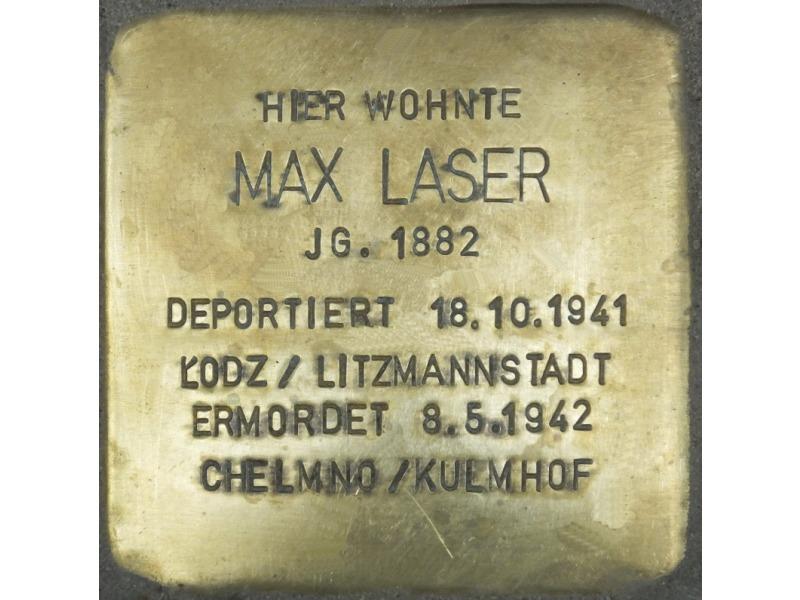 HIER WOHNTE
MAX LASER
JG. 1882
DEPORTIERT 18.10.1941
ŁODZ / LITZMANNSTADT
ERMORDET 8.5.1942
CHELMNO / KULMHOF